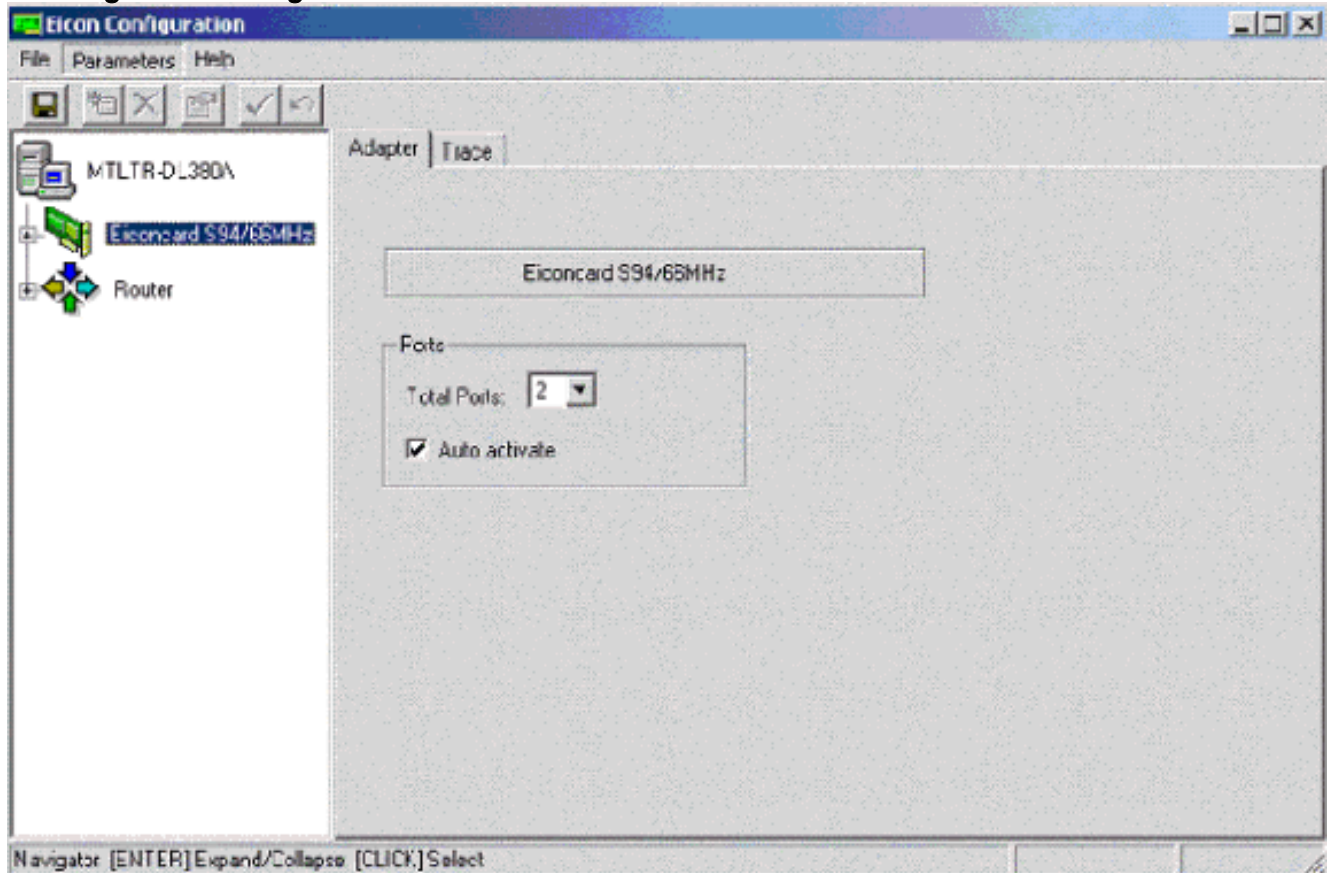 Eicon Configuration
File Parameters Help
Adapter Trace
MTLTR-DL380A
Eiconcard S94/66MHz
Router
Eiconcard S94/66MHz
Ports
Total Ports: 2
Auto activate
Navigator [ENTER] Expand/Collapse [CLICK] Select